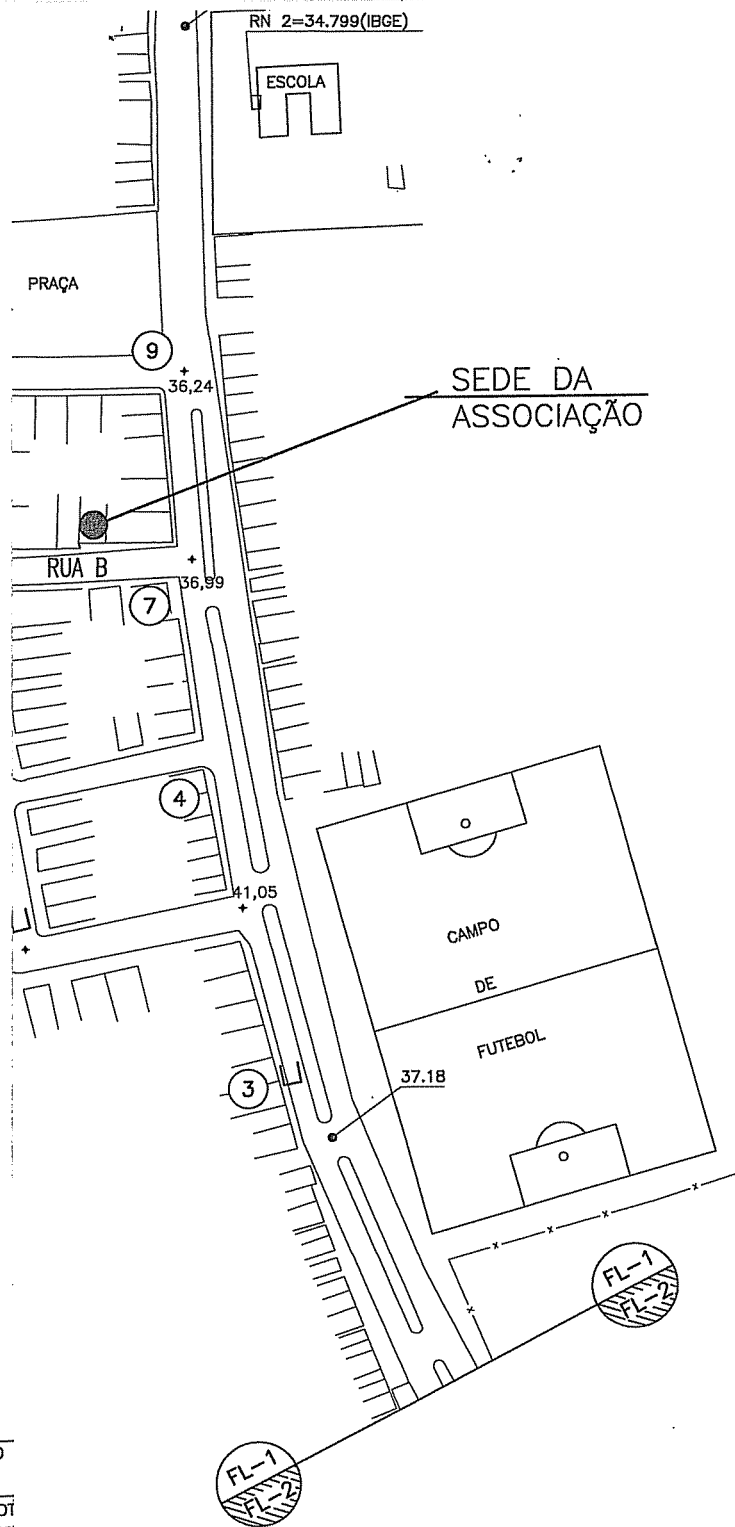 RN 2=34.799(IBGE)
ESCOLA
PRAÇA
9
36,24
SEDE DA
ASSOCIAÇÃO
RUA B
36,99
7
4
41,05
CAMPO
DE
FUTEBOL
37.18
3
FL-1
FL-2
FL-1
FL-2